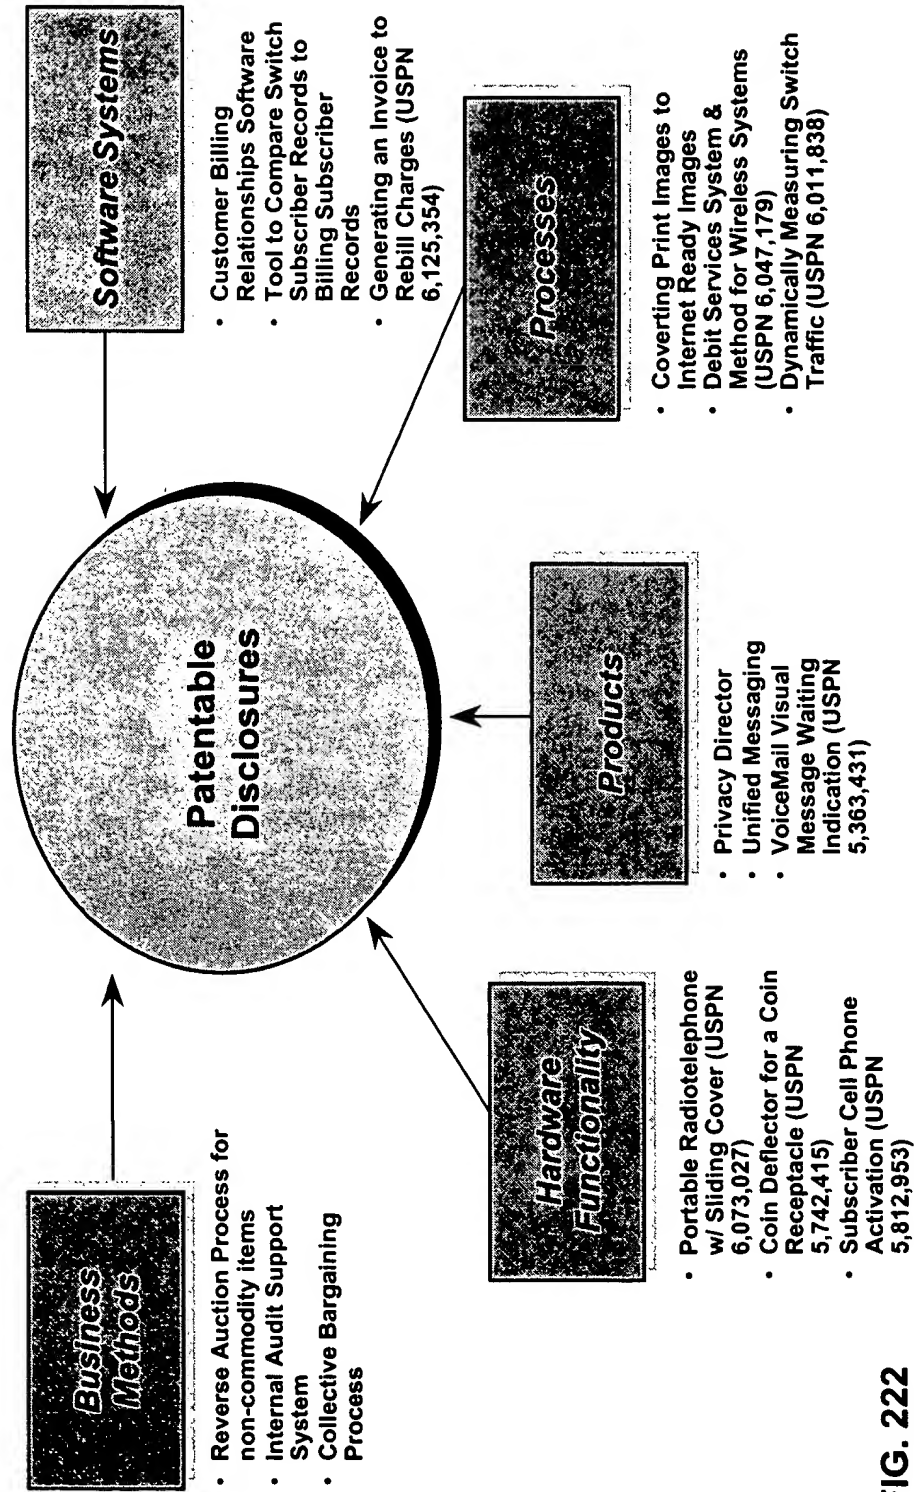 Patentable
Disclosures
Business
Methods
• Reverse Auction Process for
non-commodity items
• Internal Audit Support
System
• Collective Bargaining
Process
Hardware
Functionality
• Portable Radiotelephone
w/ Sliding Cover (USPN
6,073,027)
• Coin Deflector for a Coin
Receptacle (USPN
5,742,415)
• Subscriber Cell Phone
Activation (USPN
5,812,953)
Products
• Privacy Director
• Unified Messaging
• VoiceMail Visual
Message Waiting
Indication (USPN
5,363,431)
Processes
• Coverting Print Images to
Internet Ready Images
• Debit Services System &
Method for Wireless Systems
(USPN 6,047,179)
• Dynamically Measuring Switch
Traffic (USPN 6,011,838)
Software Systems
• Customer Billing
Relationships Software
• Tool to Compare Switch
Subscriber Records to
Billing Subscriber
Records
• Generating an Invoice to
Rebill Charges (USPN
6,125,354)
FIG. 222